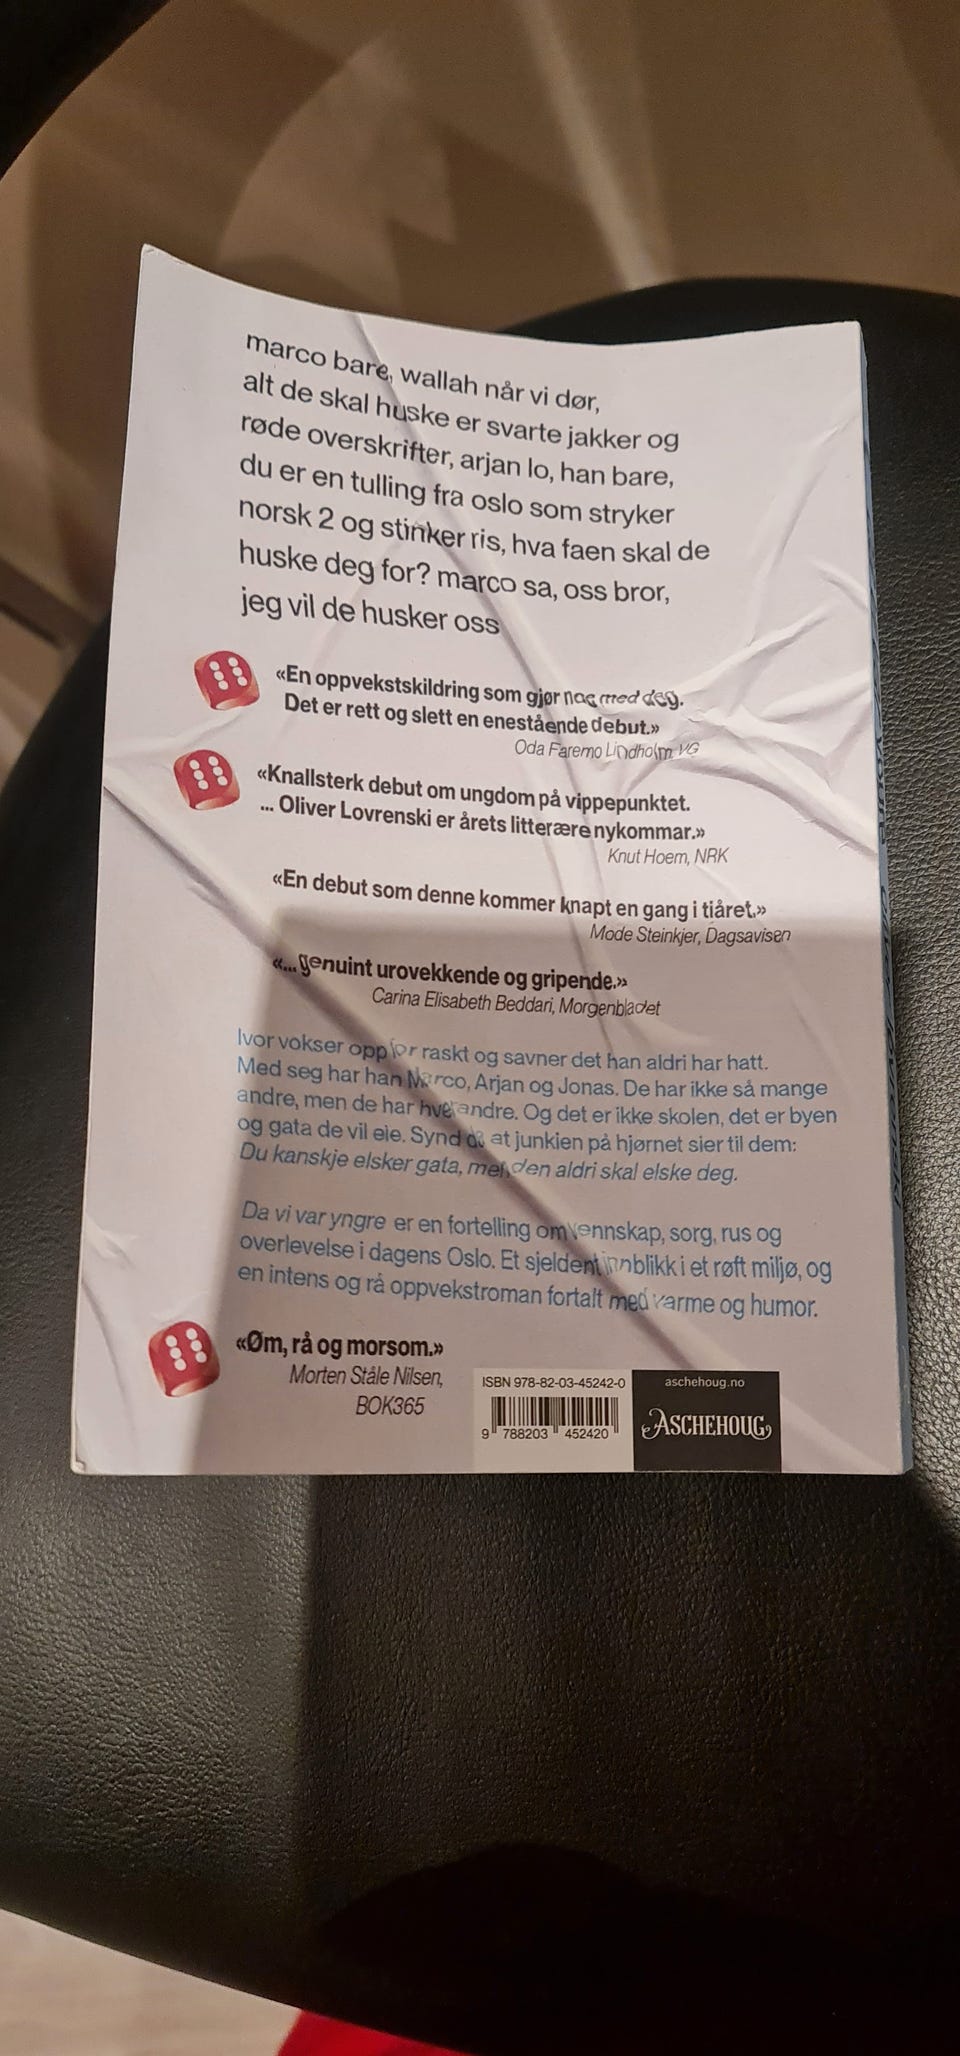 marco bare, wallah når vi dør,
alt de skal huske er svarte jakker og
røde overskrifter, arjan lo, han bare,
du er en tulling fra oslo som stryker
norsk 2 og stinker ris, hva faen skal de
huske deg for? marco sa, oss bror,
jeg vil de husker oss
«En oppvekstskildring som gjør noe med deg.
Det er rett og slett en enestående debut.»
Oda Faremo Lindholm, VG
«Knallsterk debut om ungdom på vippepunktet.
... Oliver Lovrenski er årets litterære nykommar.»
Knut Hoem, NRK
«En debut som denne kommer knapt en gang i tiåret.»
Mode Steinkjer, Dagsavisen
«...genuint urovekkende og gripende.»
Carina Elisabeth Beddari, Morgenbladet
Ivor vokser opp for raskt og savner det han aldri har hatt.
Med seg har han Marco, Arjan og Jonas. De har ikke så mange
andre, men de har hverandre. Og det er ikke skolen, det er byen
og gata de vil eie. Synd da at junkien på hjørnet sier til dem:
Du kanskje elsker gata, men den aldri skal elske deg.
Da vi var yngre er en fortelling om vennskap, sorg, rus og
overlevelse i dagens Oslo. Et sjeldent innblikk i et røft miljø, og
en intens og rå oppvekstroman fortalt med varme og humor.
«Øm, rå og morsom.»
Morten Ståle Nilsen,
BOK365
ISBN 978-82-03-45242-0
9 788203 452420
aschehoug.no
ASCHEHOUG